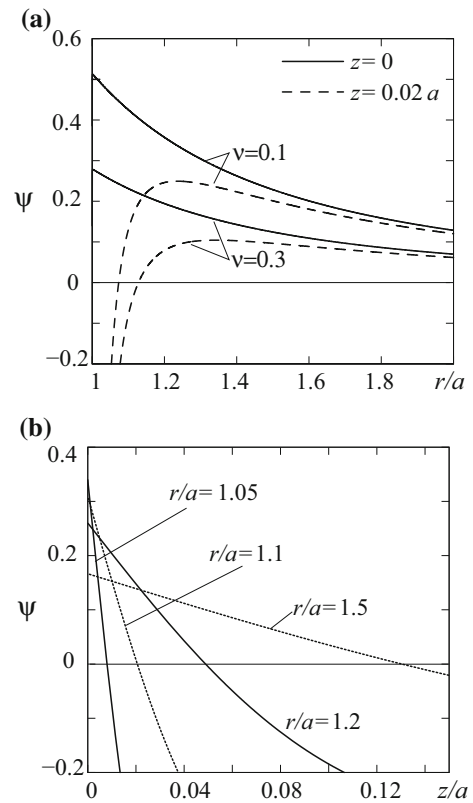 (a)
0.6
z= 0
z= 0.02 a
0.4
ν=0.1
ψ
0.2
ν=0.3
0
−0.2
1
1.2
1.4
1.6
1.8
r/a
(b)
0.4
r/a= 1.05
r/a= 1.1
0.2
ψ
r/a= 1.5
0
r/a= 1.2
−0.2
0
0.04
0.08
0.12
z/a